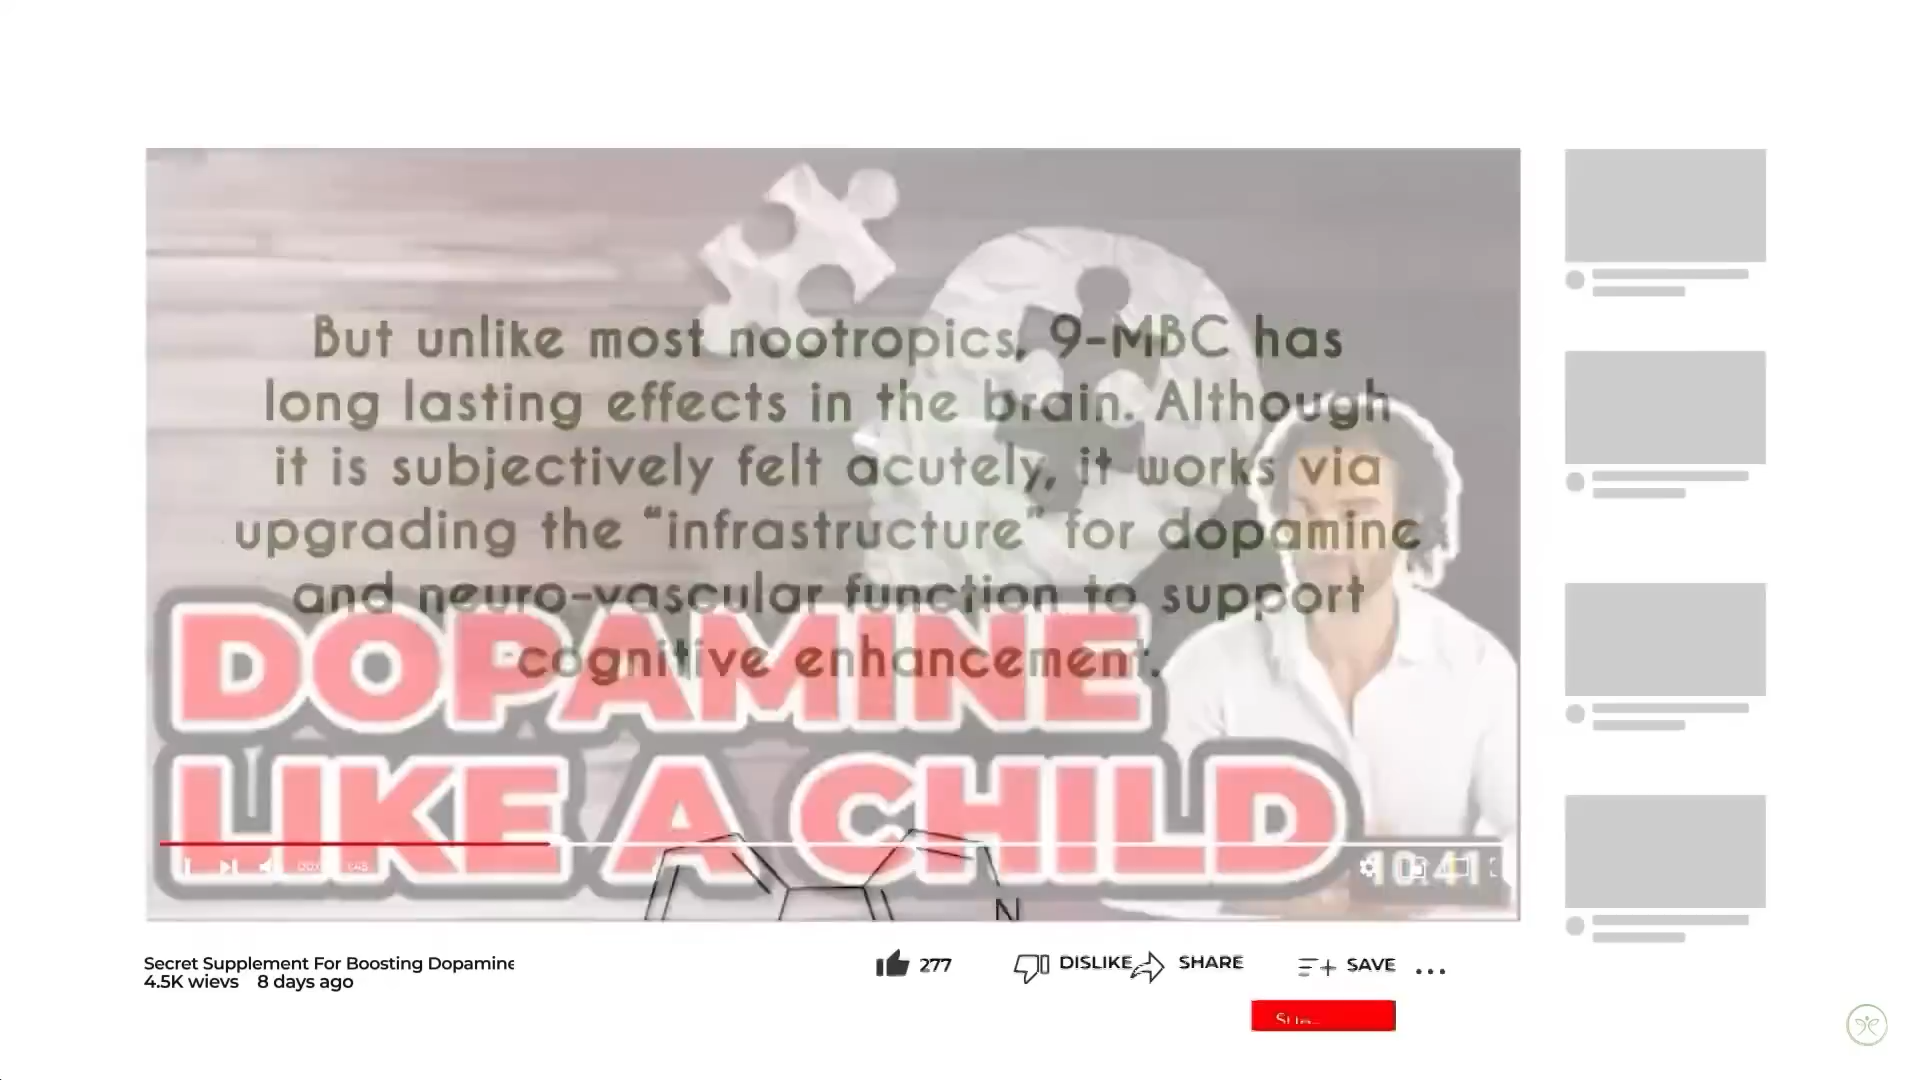 But unlike most nootropics, 9-MBC has
long lasting effects in the brain. Although
it is subjectively felt acutely, it works via
upgrading the “infrastructure” for dopamine
and neuro-vascular function to support
cognitive enhancement.
DOPAMINE
LIKE A CHILD
10:41
N
Secret Supplement For Boosting Dopamine
4.5K wievs 8 days ago
277 DISLIKE SHARE SAVE ...